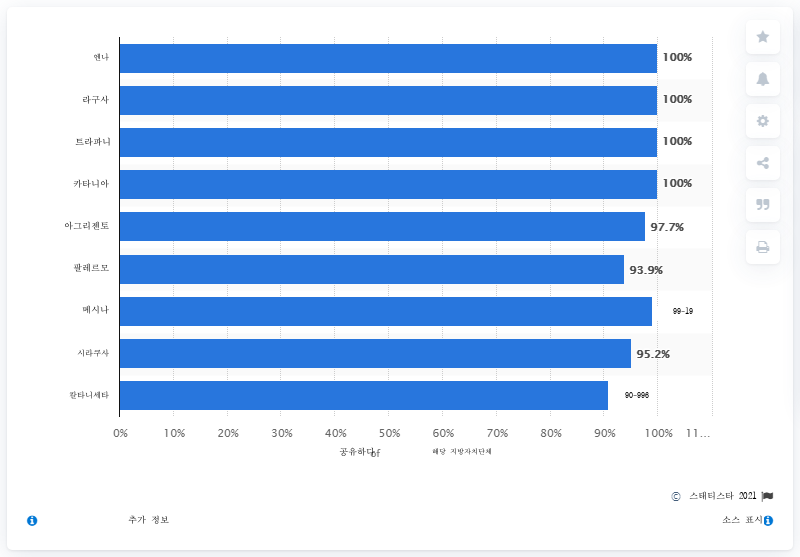 엔나
100%
라구사
100%
트라파니
100%
카타니아
100%
아그리젠토
97.7%
팔레르모
93.9%
메시나
99-19
시라쿠사
95.2%
칼타니세타
90-996
0% 10% 20% 30% 40% 50% 60% 70% 80% 90% 100% 11...
공유하다 of 해당 지방자치단체
© 스태티스타 2021
추가 정보
소스 표시